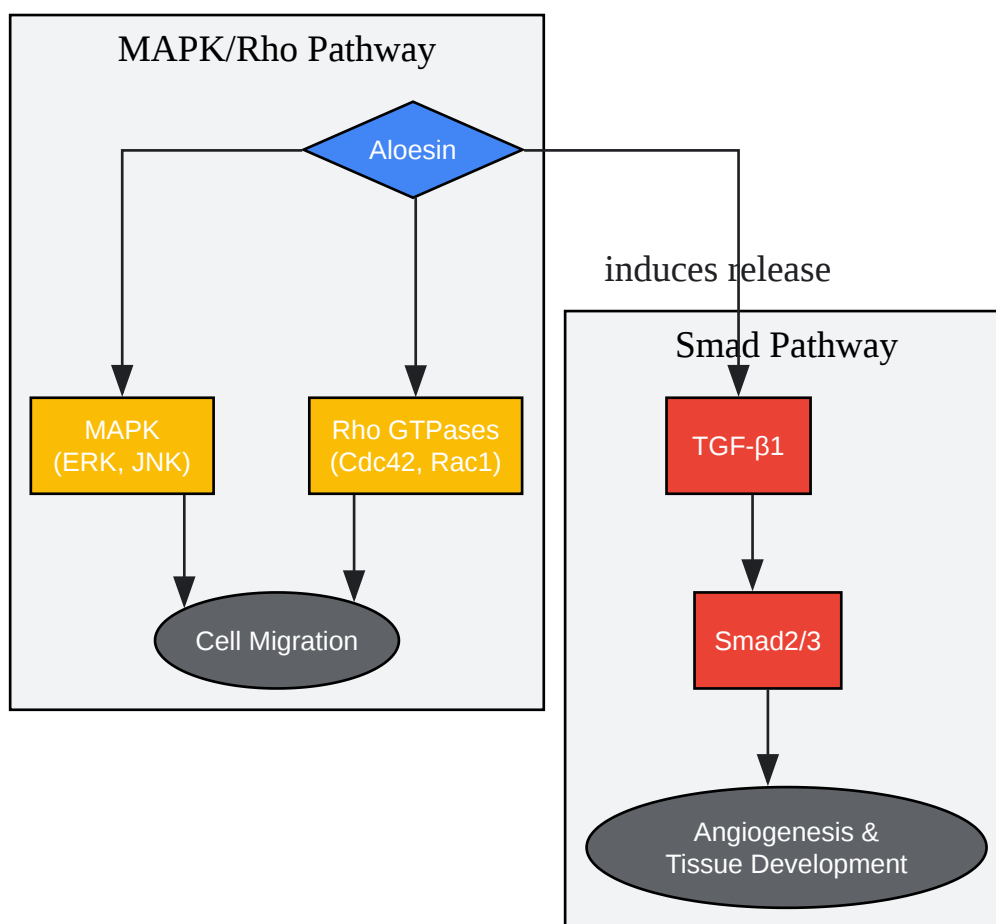 MAPK/Rho Pathway
Aloesin
induces release
Smad Pathway
MAPK
(ERK, JNK)
Rho GTPases
(Cdc42, Rac1)
TGF-β1
Cell Migration
Smad2/3
Angiogenesis &
Tissue Development